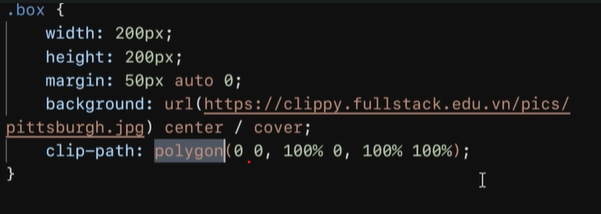 .box {
width: 200px;
height: 200px;
margin: 50px auto 0;
background: url(https://clippy.fullstack.edu.vn/pics/
pittsburgh.jpg) center / cover;
clip-path: polygon(0 0, 100% 0, 100% 100%);
}